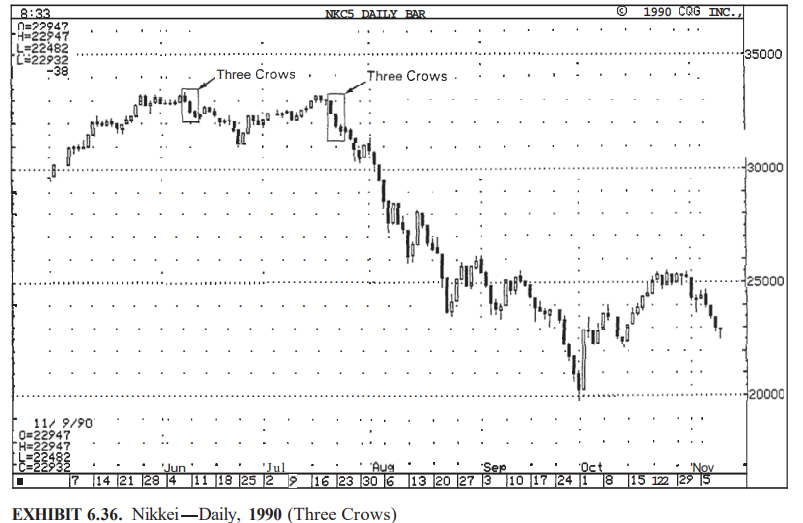 8:33 NKC5 DAILY BAR © 1990 CQG INC.,
O=22947
H=22947
L=22482
L=22932
-38
35000
Three Crows
Three Crows
30000
25000
20000
11/ 9/90
O=22947
H=22947
L=22482
C=22932
Jun Jul Aug Sep Oct Nov
7 14 21 28 4 11 18 25 2 9 16 23 30 6 13 20 27 3 10 17 24 1 8 15 122 29 5
EXHIBIT 6.36. Nikkei—Daily, 1990 (Three Crows)